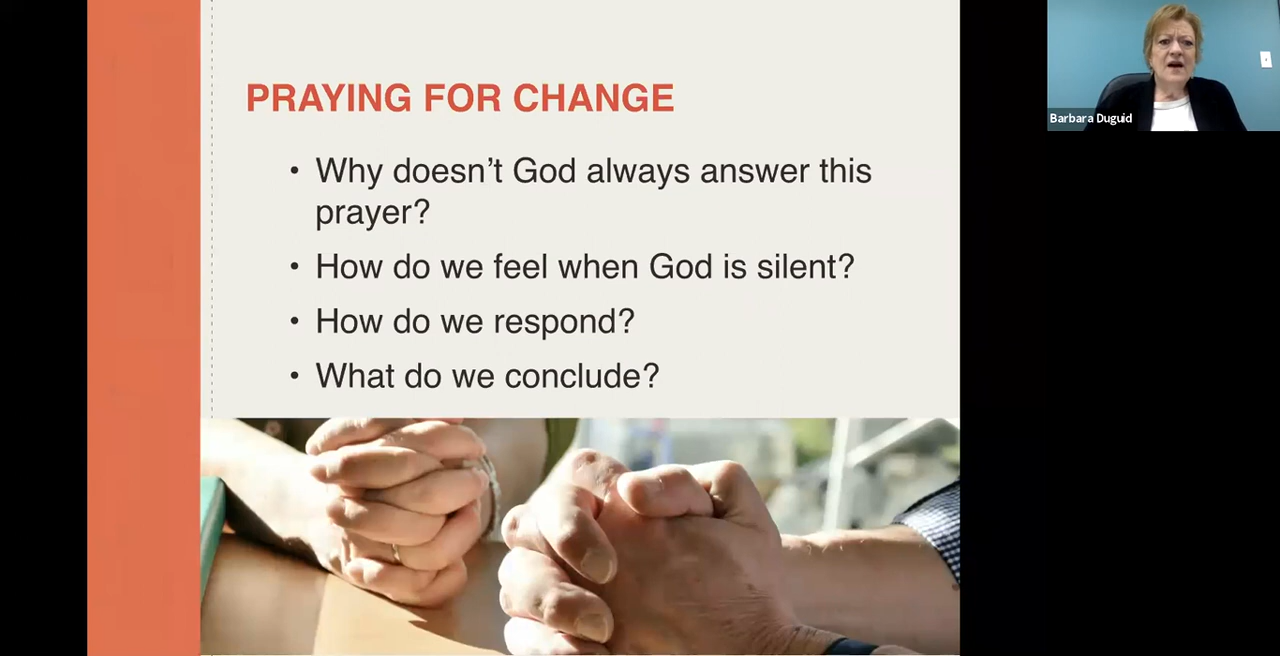 PRAYING FOR CHANGE
• Why doesn’t God always answer this
prayer?
• How do we feel when God is silent?
• How do we respond?
• What do we conclude?
Barbara Duguid